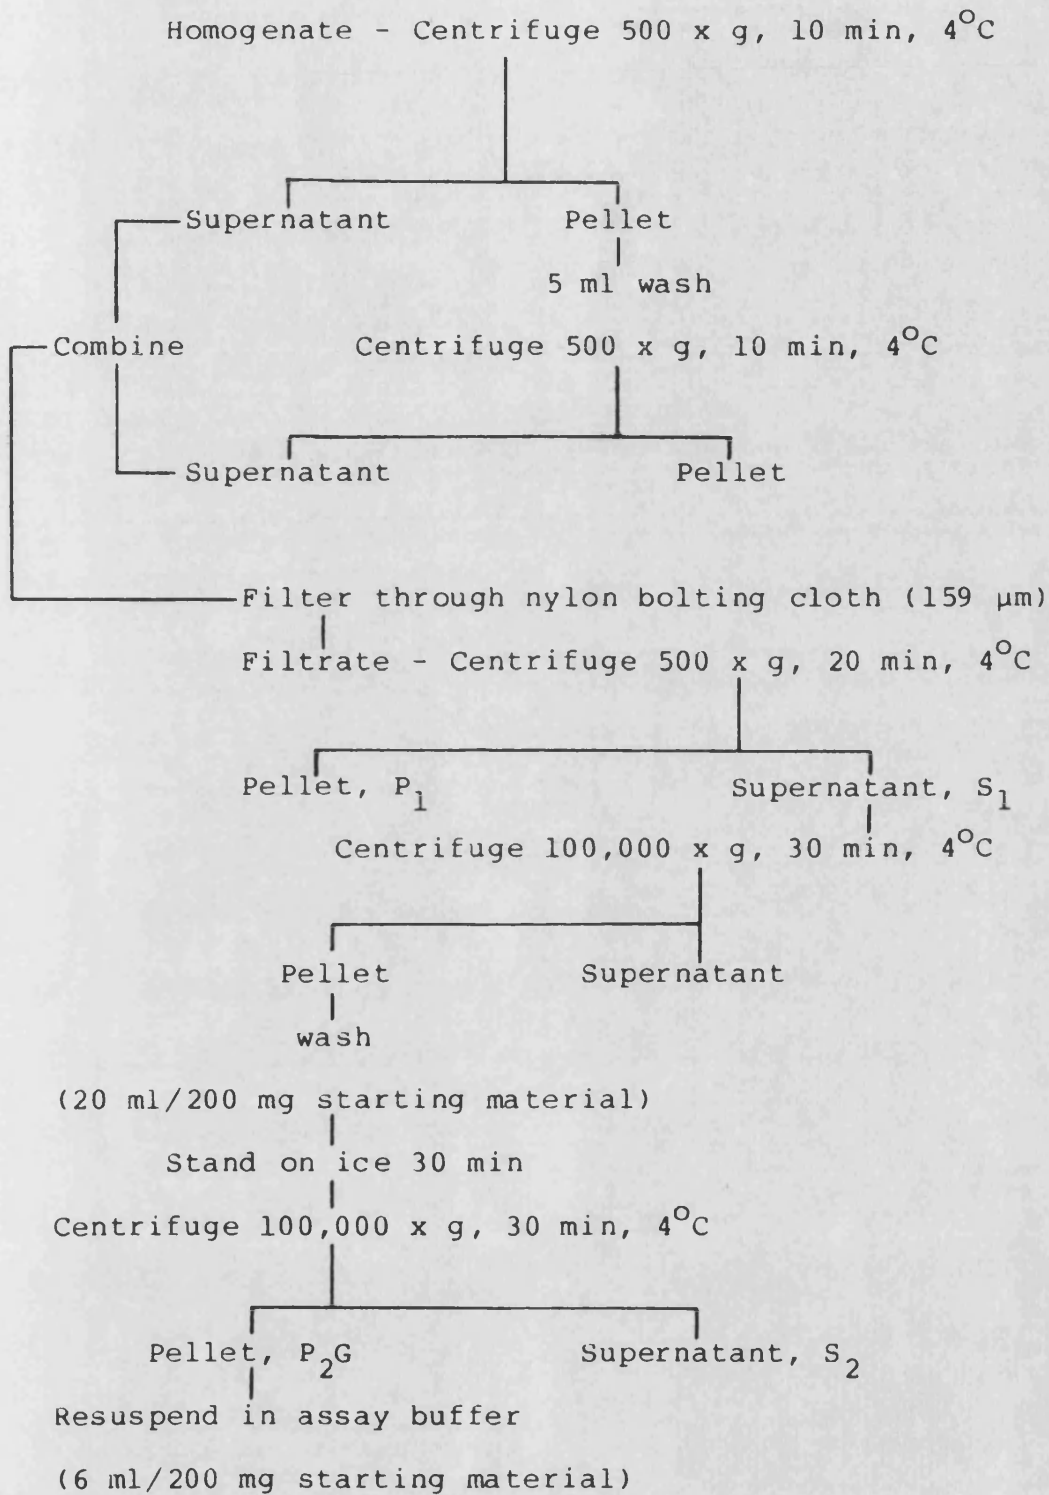 Homogenate - Centrifuge 500 x g, 10 min, 4°C
Supernatant Pellet
5 ml wash
Combine Centrifuge 500 x g, 10 min, 4°C
Supernatant Pellet
Filter through nylon bolting cloth (159 µm)
Filtrate - Centrifuge 500 x g, 20 min, 4°C
Pellet, P1 Supernatant, S1
Centrifuge 100,000 x g, 30 min, 4°C
Pellet Supernatant
wash
(20 ml/200 mg starting material)
Stand on ice 30 min
Centrifuge 100,000 x g, 30 min, 4°C
Pellet, P2G Supernatant, S2
Resuspend in assay buffer
(6 ml/200 mg starting material)